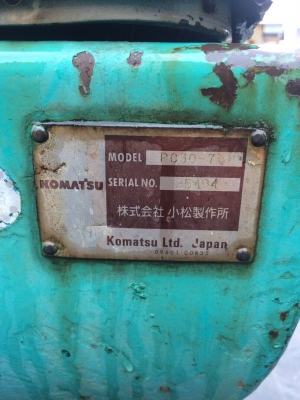 MODEL PC30-7
KOMATSU
SERIAL NO.
株式会社 小松製作所
Komatsu Ltd. Japan